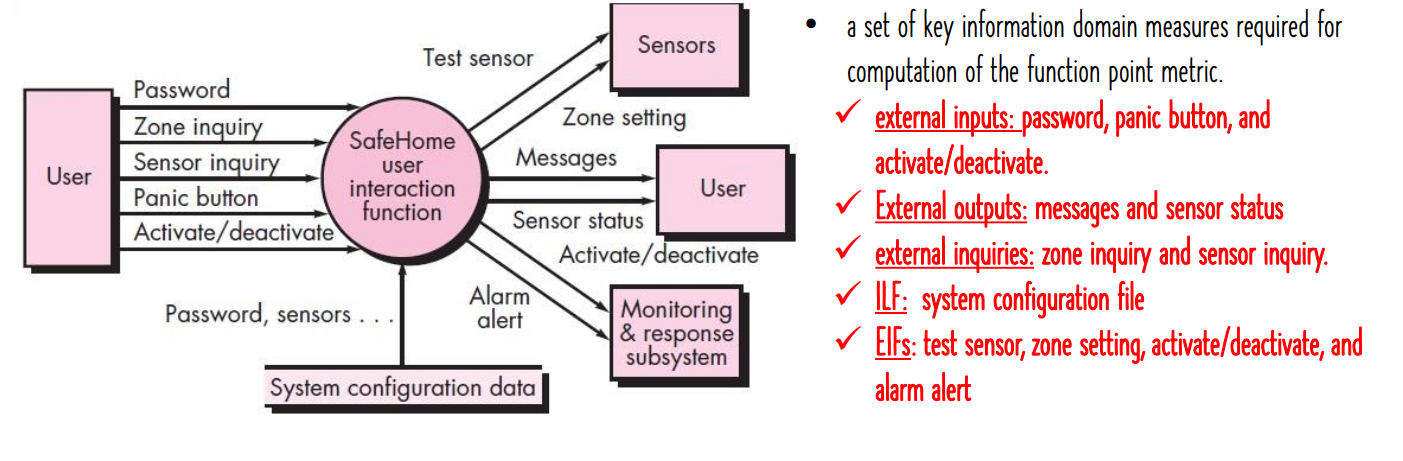 Test sensor
Sensors
Zone setting
User
Password
Zone inquiry
Sensor inquiry
Panic button
Activate/deactivate
SafeHome
user
interaction
function
Messages
Sensor status
User
Activate/deactivate
Alarm
alert
Monitoring
& response
subsystem
Password, sensors . . .
System configuration data
• a set of key information domain measures required for
computation of the function point metric.
✓ external inputs: password, panic button, and
activate/deactivate.
✓ External outputs: messages and sensor status
✓ external inquiries: zone inquiry and sensor inquiry.
✓ ILF: system configuration file
✓ EIFs: test sensor, zone setting, activate/deactivate, and
alarm alert